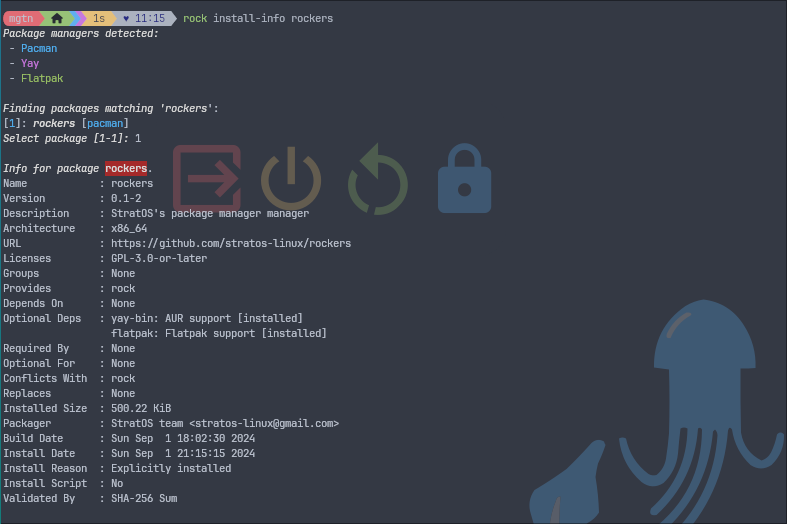 mgtn 1s ♥ 11:15 rock install-info rockers
Package managers detected:
- Pacman
- Yay
- Flatpak
Finding packages matching 'rockers':
[1]: rockers [pacman]
Select package [1-1]: 1
Info for package rockers.
Name : rockers
Version : 0.1-2
Description : StratOS's package manager manager
Architecture : x86_64
URL : https://github.com/stratos-linux/rockers
Licenses : GPL-3.0-or-later
Groups : None
Provides : rock
Depends On : None
Optional Deps : yay-bin: AUR support [installed]
flatpak: Flatpak support [installed]
Required By : None
Optional For : None
Conflicts With : rock
Replaces : None
Installed Size : 500.22 KiB
Packager : StratOS team <stratos-linux@gmail.com>
Build Date : Sun Sep 1 18:02:30 2024
Install Date : Sun Sep 1 21:15:15 2024
Install Reason : Explicitly installed
Install Script : No
Validated By : SHA-256 Sum